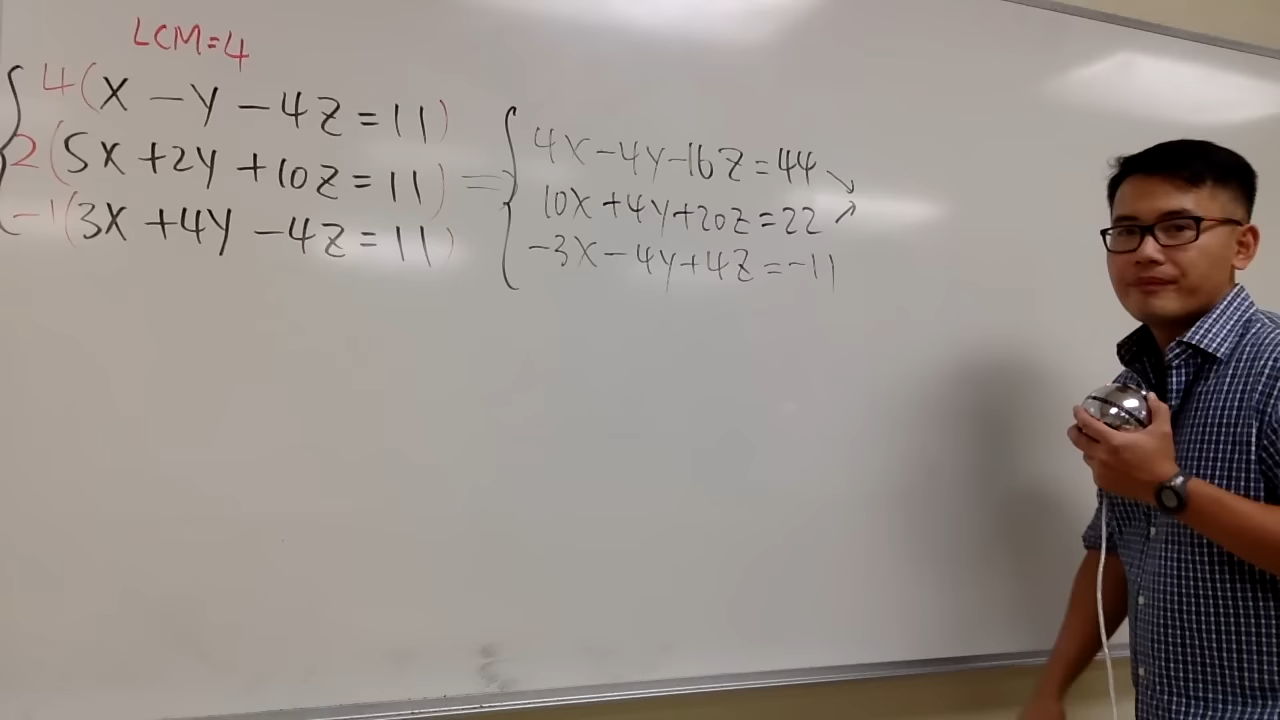 LCM=4
4(X - Y - 4Z = 11)
2(5X + 2Y + 10Z = 11)
-1(3X + 4Y - 4Z = 11)
=
4X - 4Y - 16Z = 44
10X + 4Y + 20Z = 22
-3X - 4Y + 4Z = -11